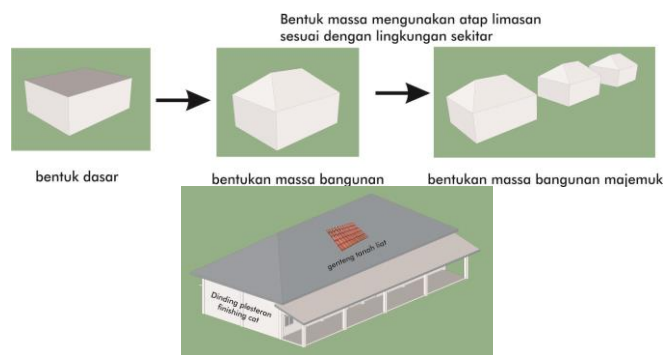 Bentuk massa mengunakan atap limasan
sesuai dengan lingkungan sekitar
bentuk dasar
bentukan massa bangunan
bentukan massa bangunan majemuk
genteng tanah liat
Dinding plesteran
finishing cat